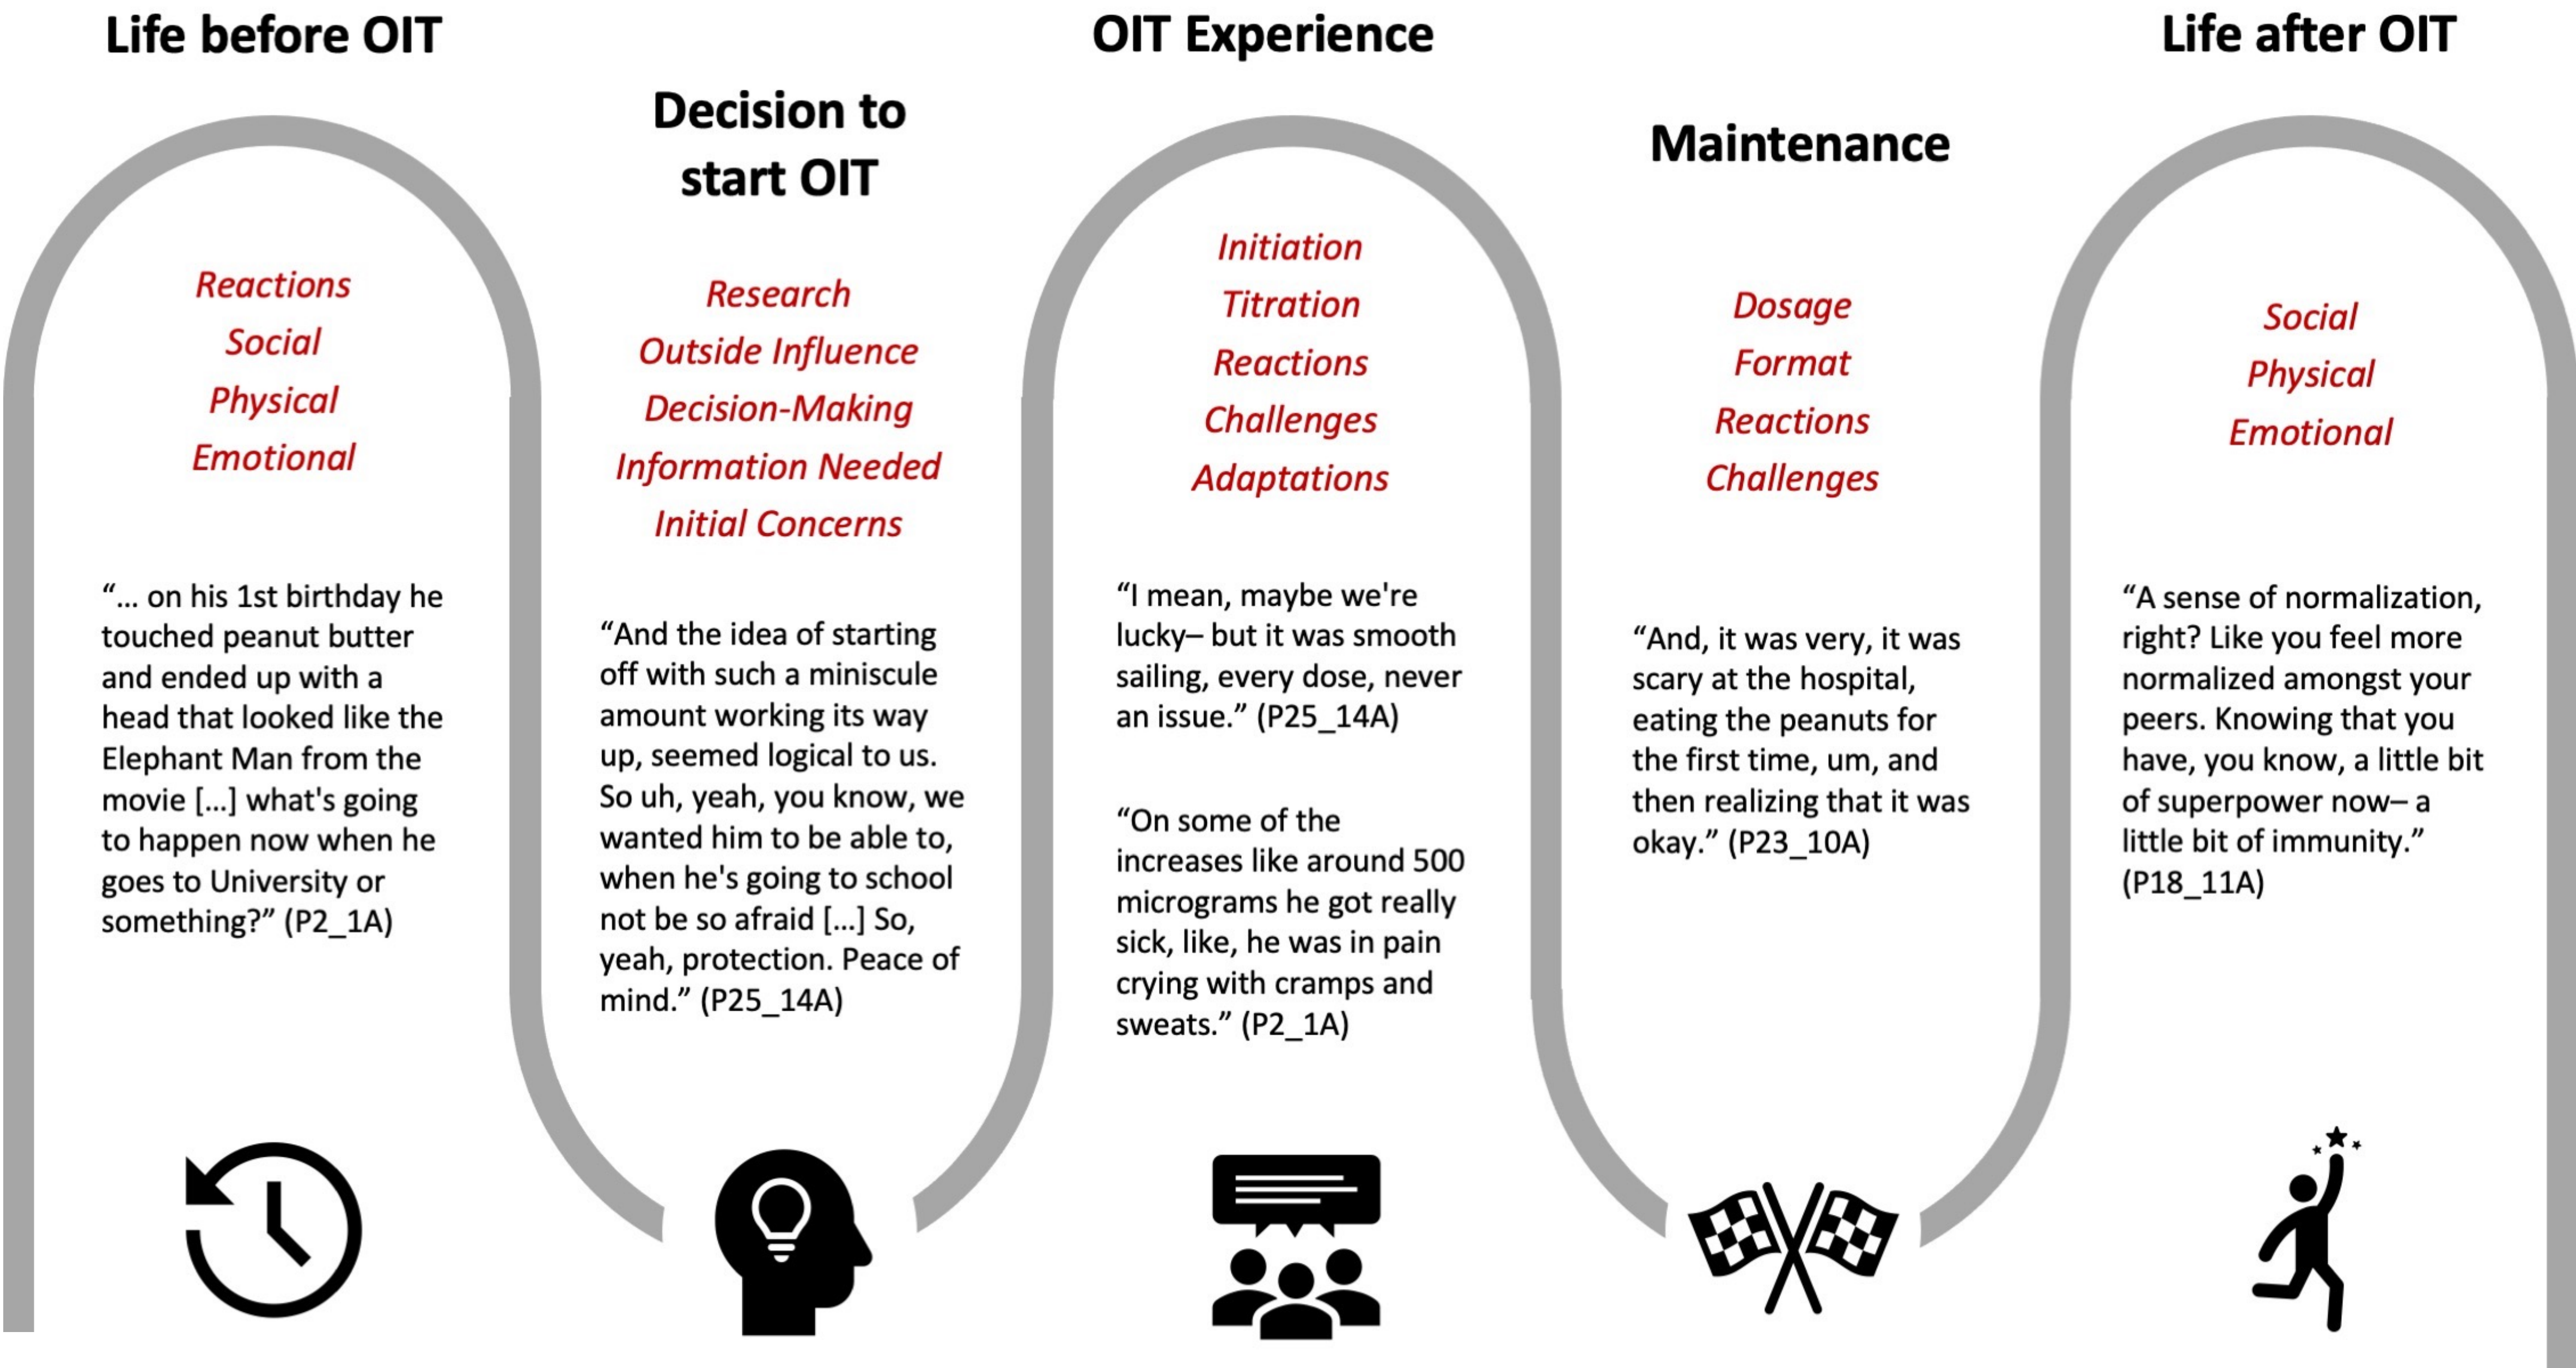 Life before OIT
Reactions
Social
Physical
Emotional
“... on his 1st birthday he
touched peanut butter
and ended up with a
head that looked like the
Elephant Man from the
movie [...] what's going
to happen now when he
goes to University or
something?” (P2_1A)
Decision to
start OIT
Research
Outside Influence
Decision-Making
Information Needed
Initial Concerns
“And the idea of starting
off with such a miniscule
amount working its way
up, seemed logical to us.
So uh, yeah, you know, we
wanted him to be able to,
when he's going to school
not be so afraid [...] So,
yeah, protection. Peace of
mind.” (P25_14A)
OIT Experience
Initiation
Titration
Reactions
Challenges
Adaptations
“I mean, maybe we're
lucky– but it was smooth
sailing, every dose, never
an issue.” (P25_14A)
“On some of the
increases like around 500
micrograms he got really
sick, like, he was in pain
crying with cramps and
sweats.” (P2_1A)
Maintenance
Dosage
Format
Reactions
Challenges
“And, it was very, it was
scary at the hospital,
eating the peanuts for
the first time, um, and
then realizing that it was
okay.” (P23_10A)
Life after OIT
Social
Physical
Emotional
“A sense of normalization,
right? Like you feel more
normalized amongst your
peers. Knowing that you
have, you know, a little bit
of superpower now– a
little bit of immunity.”
(P18_11A)